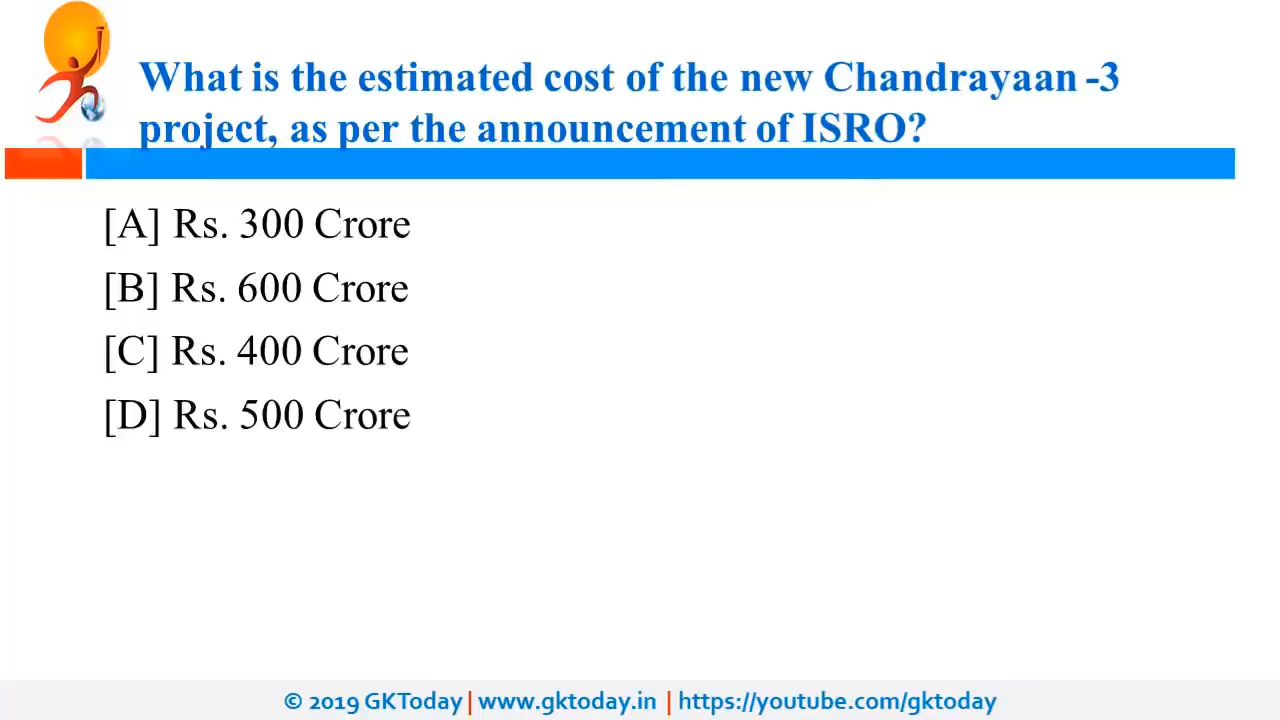 What is the estimated cost of the new Chandrayaan -3
project, as per the announcement of ISRO?
[A] Rs. 300 Crore
[B] Rs. 600 Crore
[C] Rs. 400 Crore
[D] Rs. 500 Crore
© 2019 GKToday | www.gktoday.in | https://youtube.com/gktoday